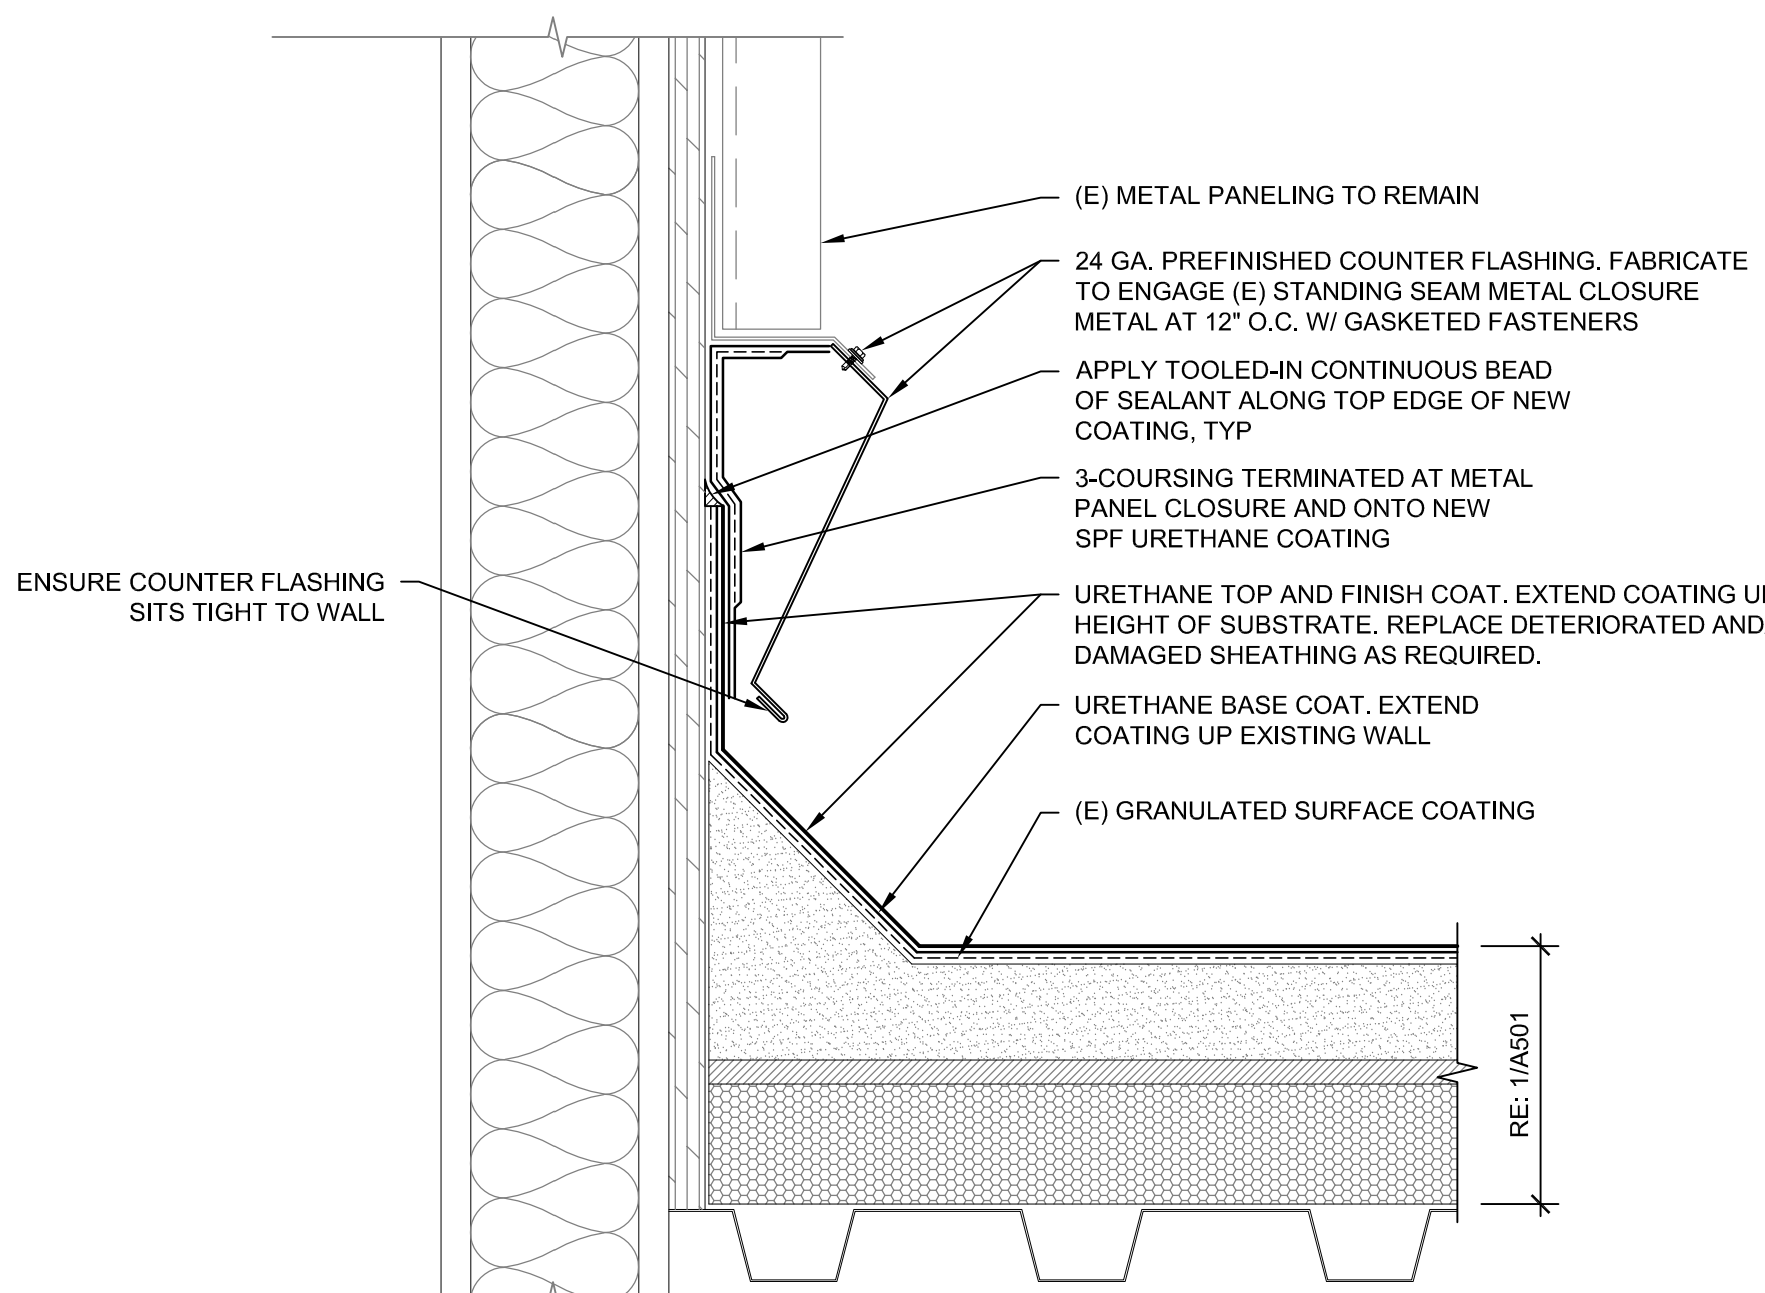 (E) METAL PANELING TO REMAIN
24 GA. PREFINISHED COUNTER FLASHING. FABRICATE
TO ENGAGE (E) STANDING SEAM METAL CLOSURE
METAL AT 12" O.C. W/ GASKETED FASTENERS
APPLY TOOLED-IN CONTINUOUS BEAD
OF SEALANT ALONG TOP EDGE OF NEW
COATING, TYP
3-COURSING TERMINATED AT METAL
PANEL CLOSURE AND ONTO NEW
SPF URETHANE COATING
ENSURE COUNTER FLASHING
SITS TIGHT TO WALL
URETHANE TOP AND FINISH COAT. EXTEND COATING
HEIGHT OF SUBSTRATE. REPLACE DETERIORATED AND
DAMAGED SHEATHING AS REQUIRED.
URETHANE BASE COAT. EXTEND
COATING UP EXISTING WALL
(E) GRANULATED SURFACE COATING
RE: 1/A501